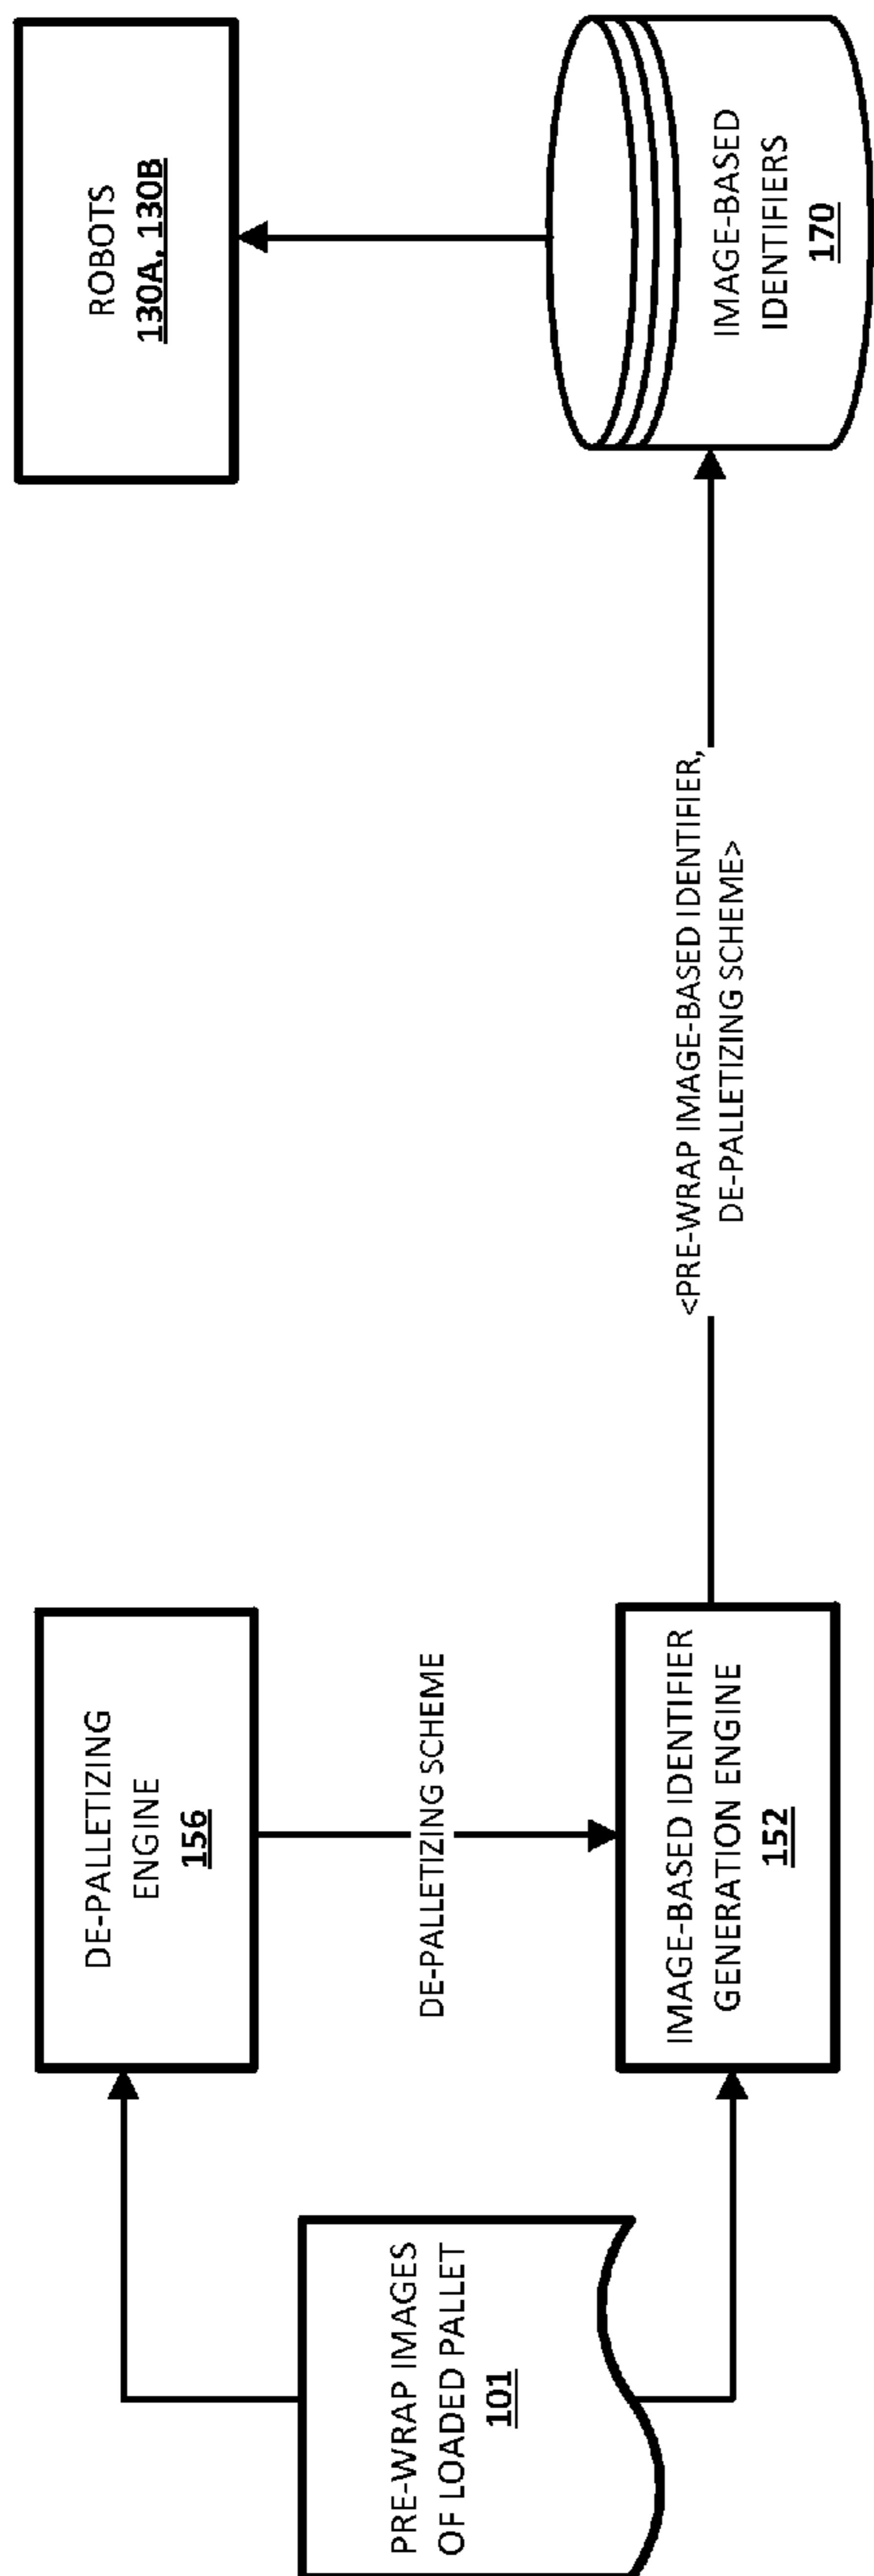 PRE-WRAP IMAGES
OF LOADED PALLET
101
DE-PALLETIZING
ENGINE
156
DE-PALLETIZING SCHEME
IMAGE-BASED IDENTIFIER
GENERATION ENGINE
152
<PRE-WRAP IMAGE-BASED IDENTIFIER,
DE-PALLETIZING SCHEME>
ROBOTS
130A, 130B
IMAGE-BASED
IDENTIFIERS
170